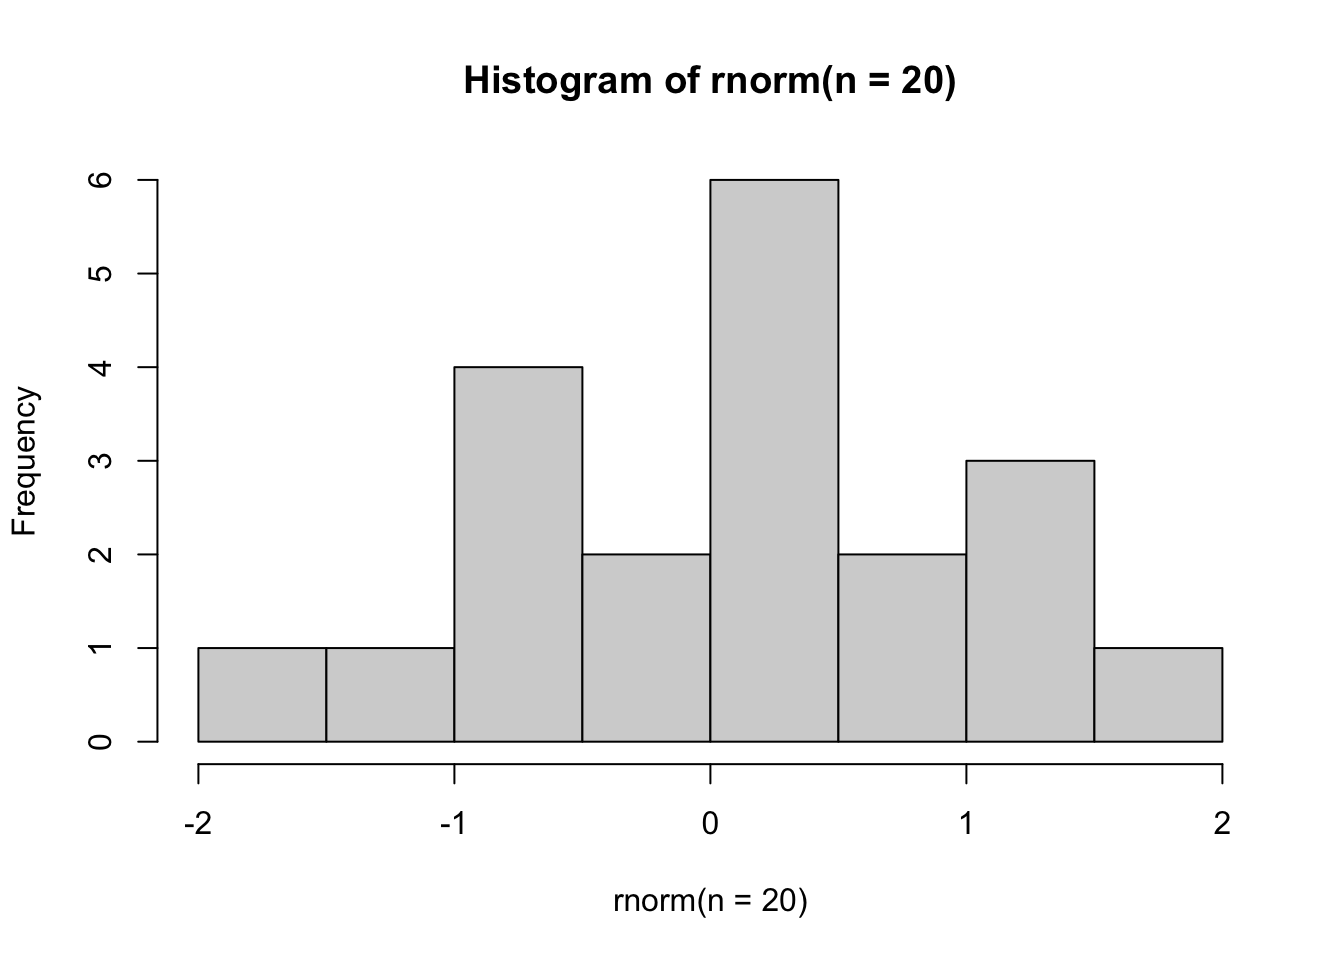 Histogram of rnorm(n = 20)
6
5
4
3
2
1
0
Frequency
-2 -1 0 1 2
rnorm(n = 20)